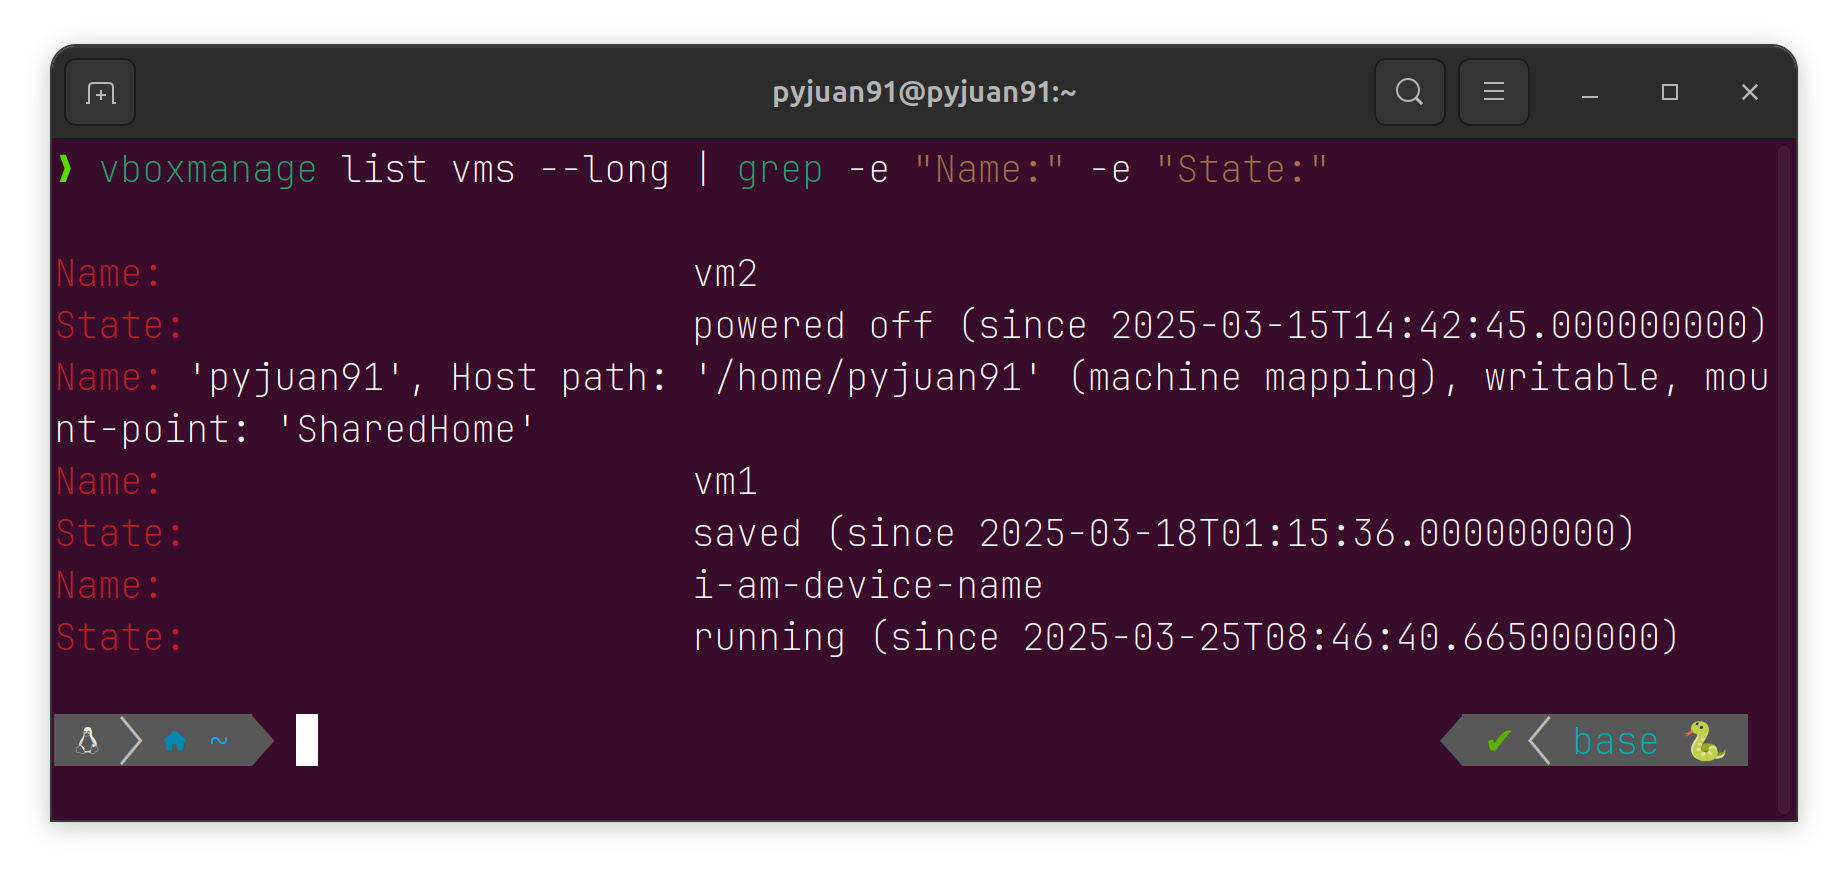 pyjuan91@pyjuan91:~
❱ vboxmanage list vms --long | grep -e "Name:" -e "State:"
Name: vm2
State: powered off (since 2025-03-15T14:42:45.000000000)
Name: 'pyjuan91', Host path: '/home/pyjuan91' (machine mapping), writable, mou
nt-point: 'SharedHome'
Name: vm1
State: saved (since 2025-03-18T01:15:36.000000000)
Name: i-am-device-name
State: running (since 2025-03-25T08:46:40.665000000)
~ ✔ base 🐍